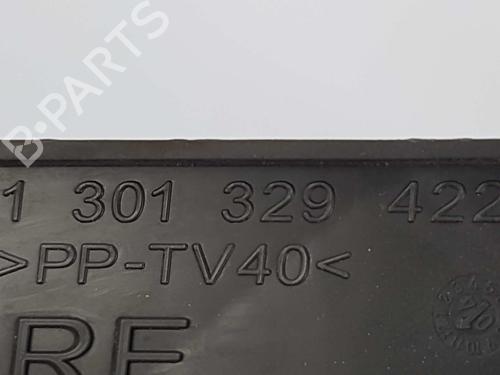 B-PARTS
1 301 329 422
>PP-TV40<
RE